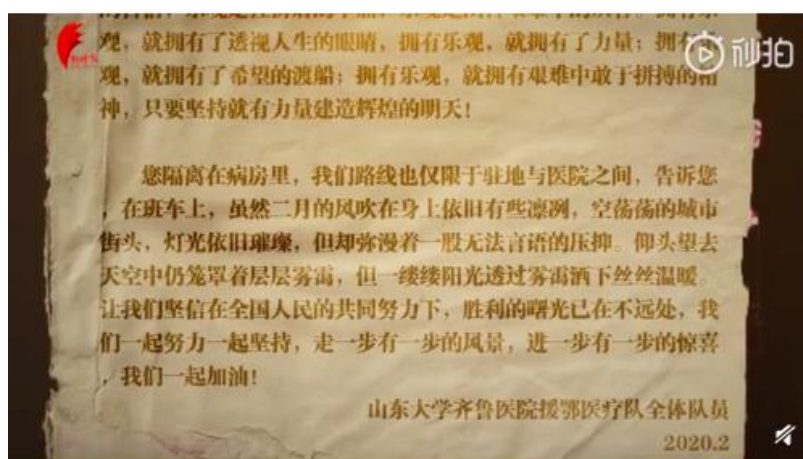 观，就拥有了透视人生的眼睛，拥有乐观，就拥有了力量；拥有
观，就拥有了希望的渡船；拥有乐观，就拥有艰难中敢于拼搏的精
神，只要坚持就有力量建造辉煌的明天！
您隔离在病房里，我们路线也仅限于驻地与医院之间，告诉您
，在班车上，虽然二月的风吹在身上依旧有些凛冽，空荡荡的城市
街头，灯光依旧璀璨，但却弥漫着一股无法言语的压抑。仰头望去
天空中仍笼罩着层层雾霭，但一缕缕阳光透过雾霭洒下丝丝温暖。
让我们坚信在全国人民的共同努力下，胜利的曙光已在不远处，我
们一起努力一起坚持，走一步有一步的风景，进一步有一步的惊喜
，我们一起加油！
山东大学齐鲁医院援鄂医疗队全体队员
2020.2
秒拍